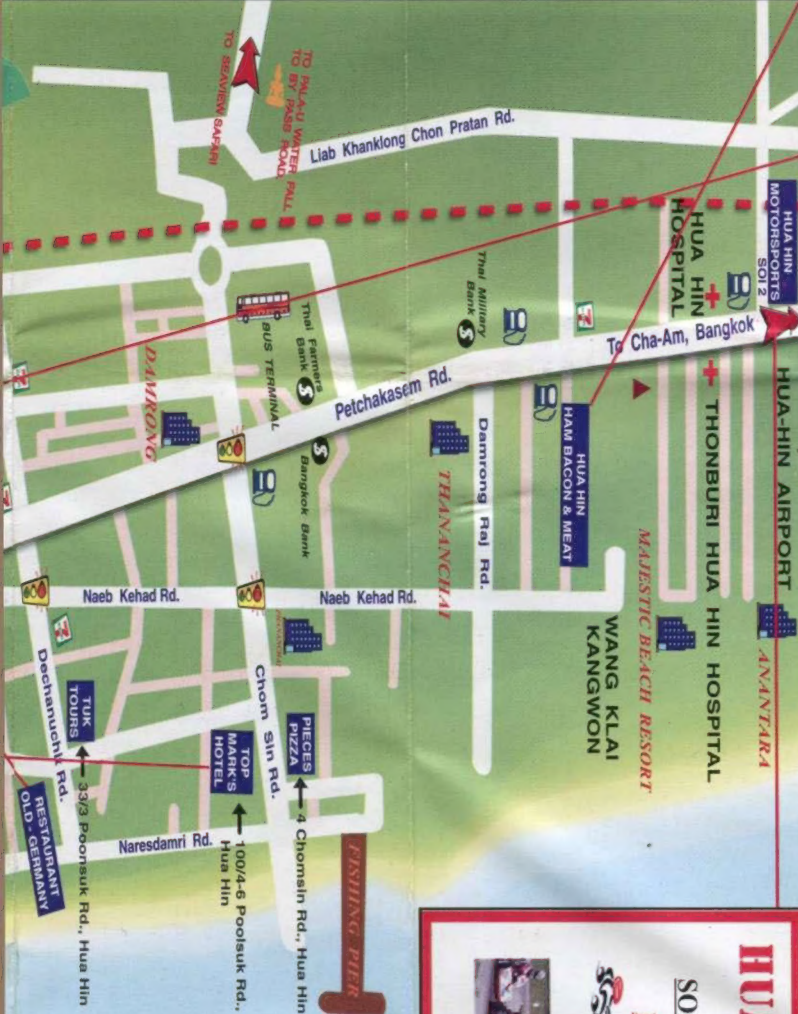 HUA HIN
MOTORSPORTS
SOI 2
HUA-HIN AIRPORT
ANANTARA
HUA HIN
HOSPITAL
THONBURI HUA HIN HOSPITAL
To Cha-Am, Bangkok
MAJESTIC BEACH RESORT
WANG KLAI
KANGWON
7
HUA HIN
HAM BACON & MEAT
Liab Khanklong Chon Pratan Rd.
Thai Military
Bank
Damrong Raj Rd.
THANANCHAI
Petchakasem Rd.
TO PALA-U WATER FALL
TO BY PASS ROAD
TO SEAVIEW SAFARI
Thai Farmers
Bank
Bangkok Bank
BUS TERMINAL
DAMRONG
Naeb Kehad Rd.
Naeb Kehad Rd.
Chom Sin Rd.
PIECES
PIZZA
4 Chomsin Rd., Hua Hin
FISHING PIER
TOP
MARK'S
HOTEL
100/4-6 Poolsuk Rd.,
Hua Hin
Naresdamri Rd.
TUK
TOURS
33/3 Poonsuk Rd., Hua Hin
Dechanuchit Rd.
RESTAURANT
OLD - GERMANY
7
7
HUA
SO